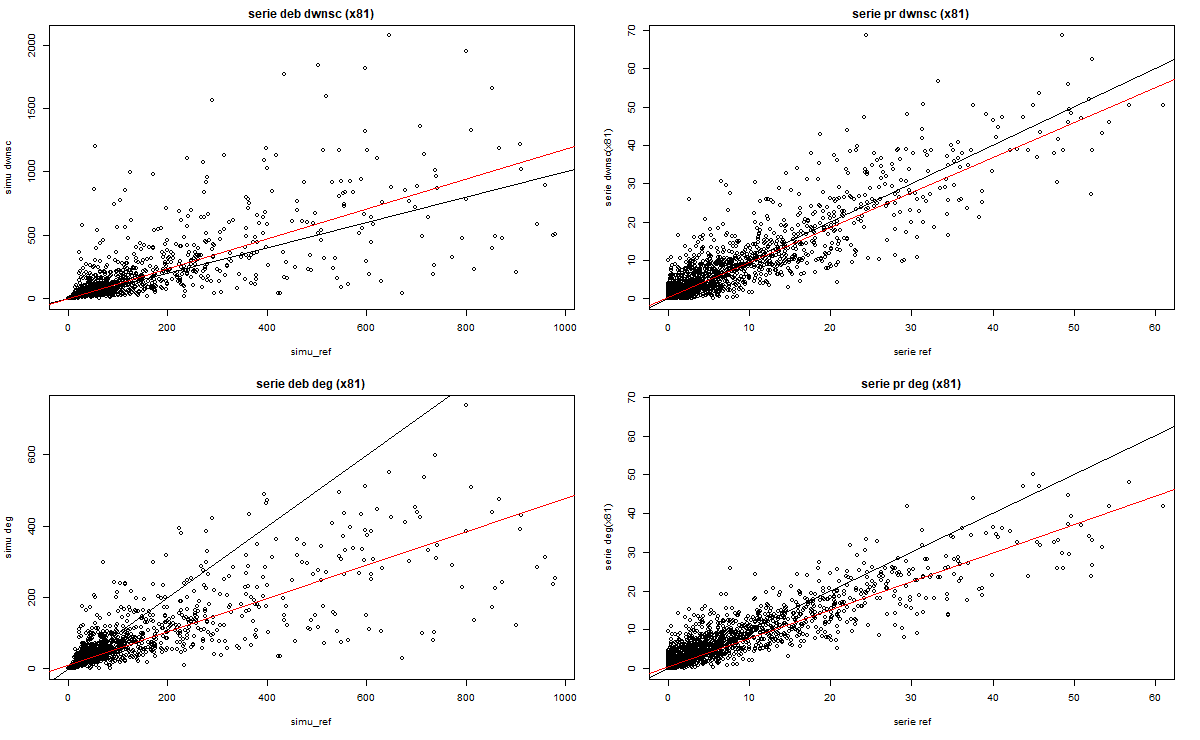 serie deb dwnsc (x81)
2000
1500
1000
500
0
simu dwnsc
0 200 400 600 800 1000
simu_ref
serie pr dwnsc (x81)
70
60
50
40
30
20
10
0
serie dwnsc(x81)
0 10 20 30 40 50 60
serie ref
serie deb deg (x81)
600
400
200
0
simu deg
0 200 400 600 800 1000
simu_ref
serie pr deg (x81)
70
60
50
40
30
20
10
0
serie deg(x81)
0 10 20 30 40 50 60
serie ref